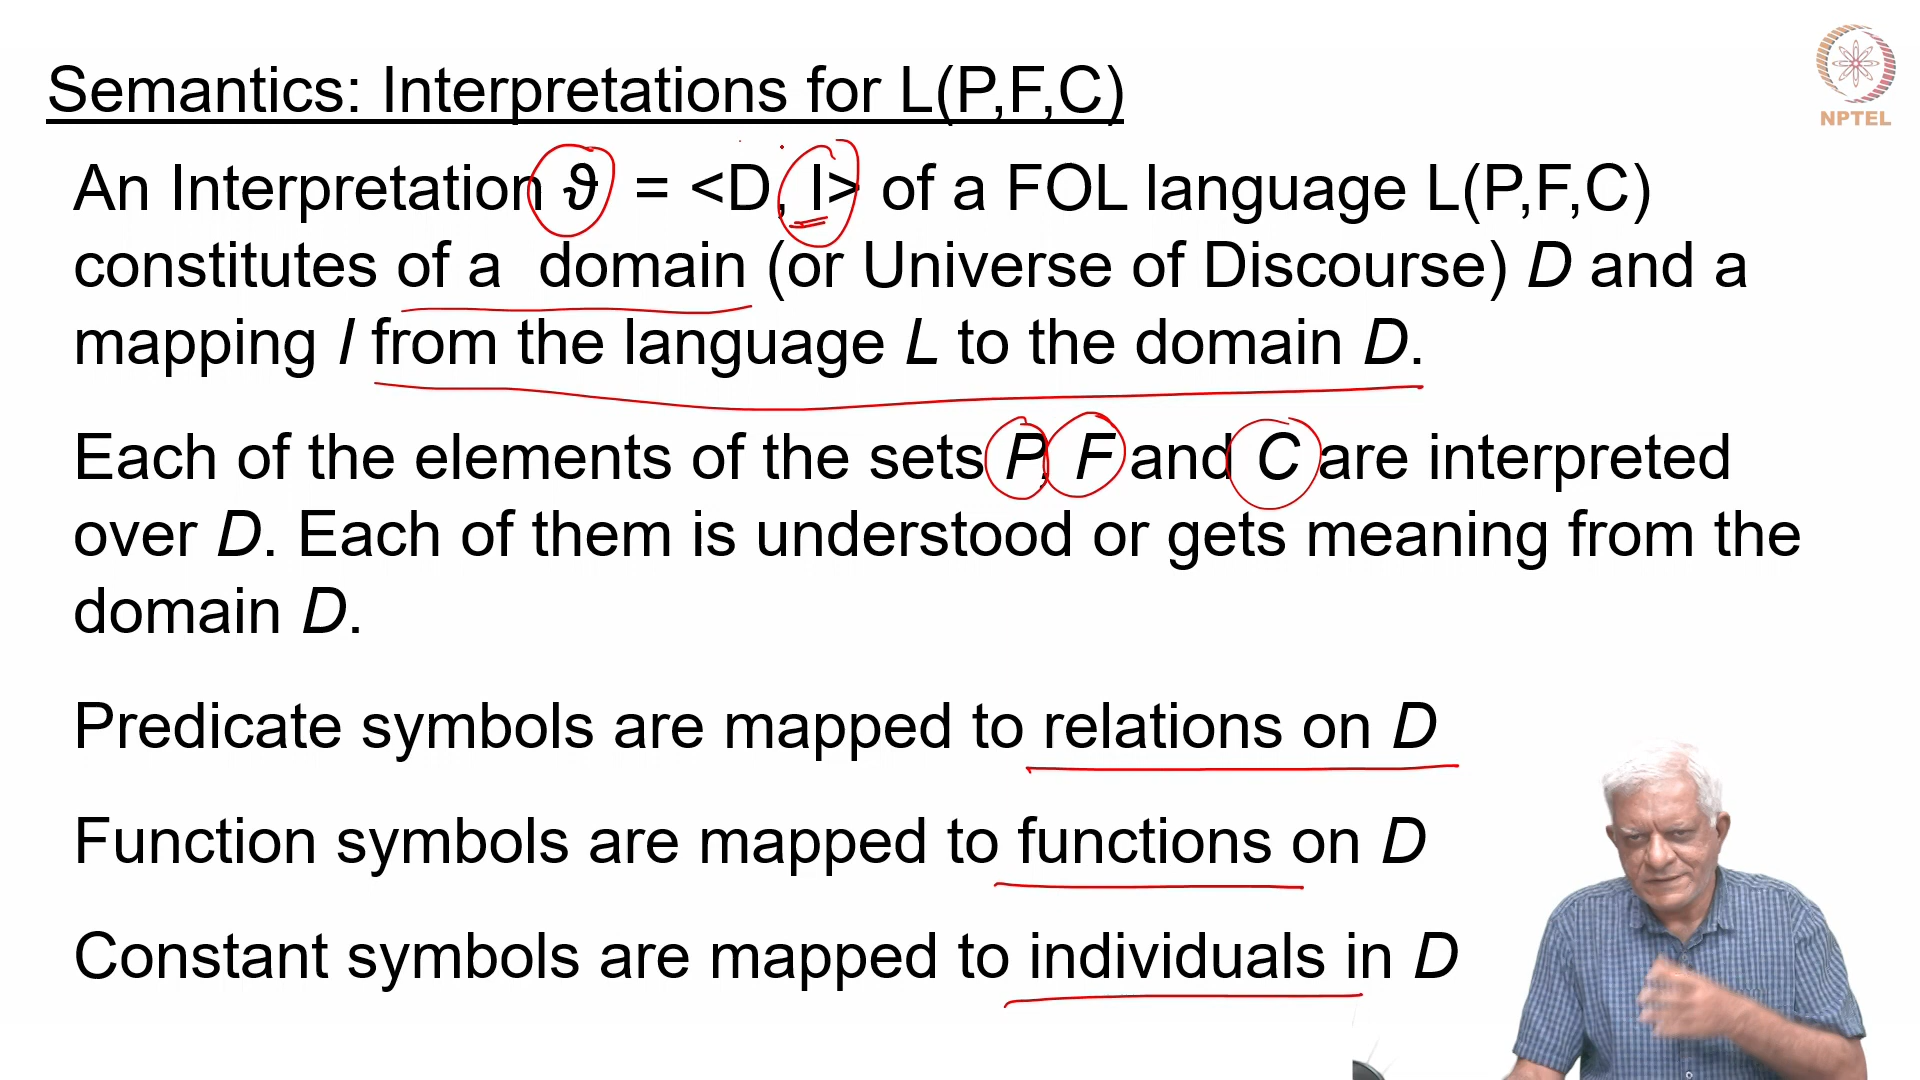 Semantics: Interpretations for L(P,F,C)
NPTEL
An Interpretation ϑ = <D, I> of a FOL language L(P,F,C)
constitutes of a domain (or Universe of Discourse) D and a
mapping I from the language L to the domain D.
Each of the elements of the sets P, F and C are interpreted
over D. Each of them is understood or gets meaning from the
domain D.
Predicate symbols are mapped to relations on D
Function symbols are mapped to functions on D
Constant symbols are mapped to individuals in D